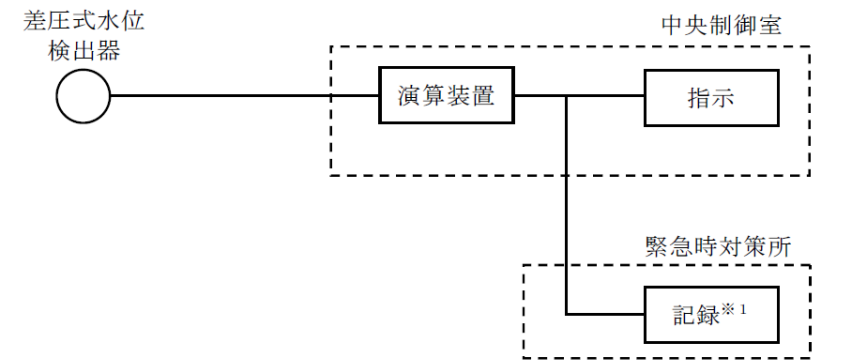 差圧式水位
検出器
中央制御室
演算装置
指示
緊急時対策所
記録※1